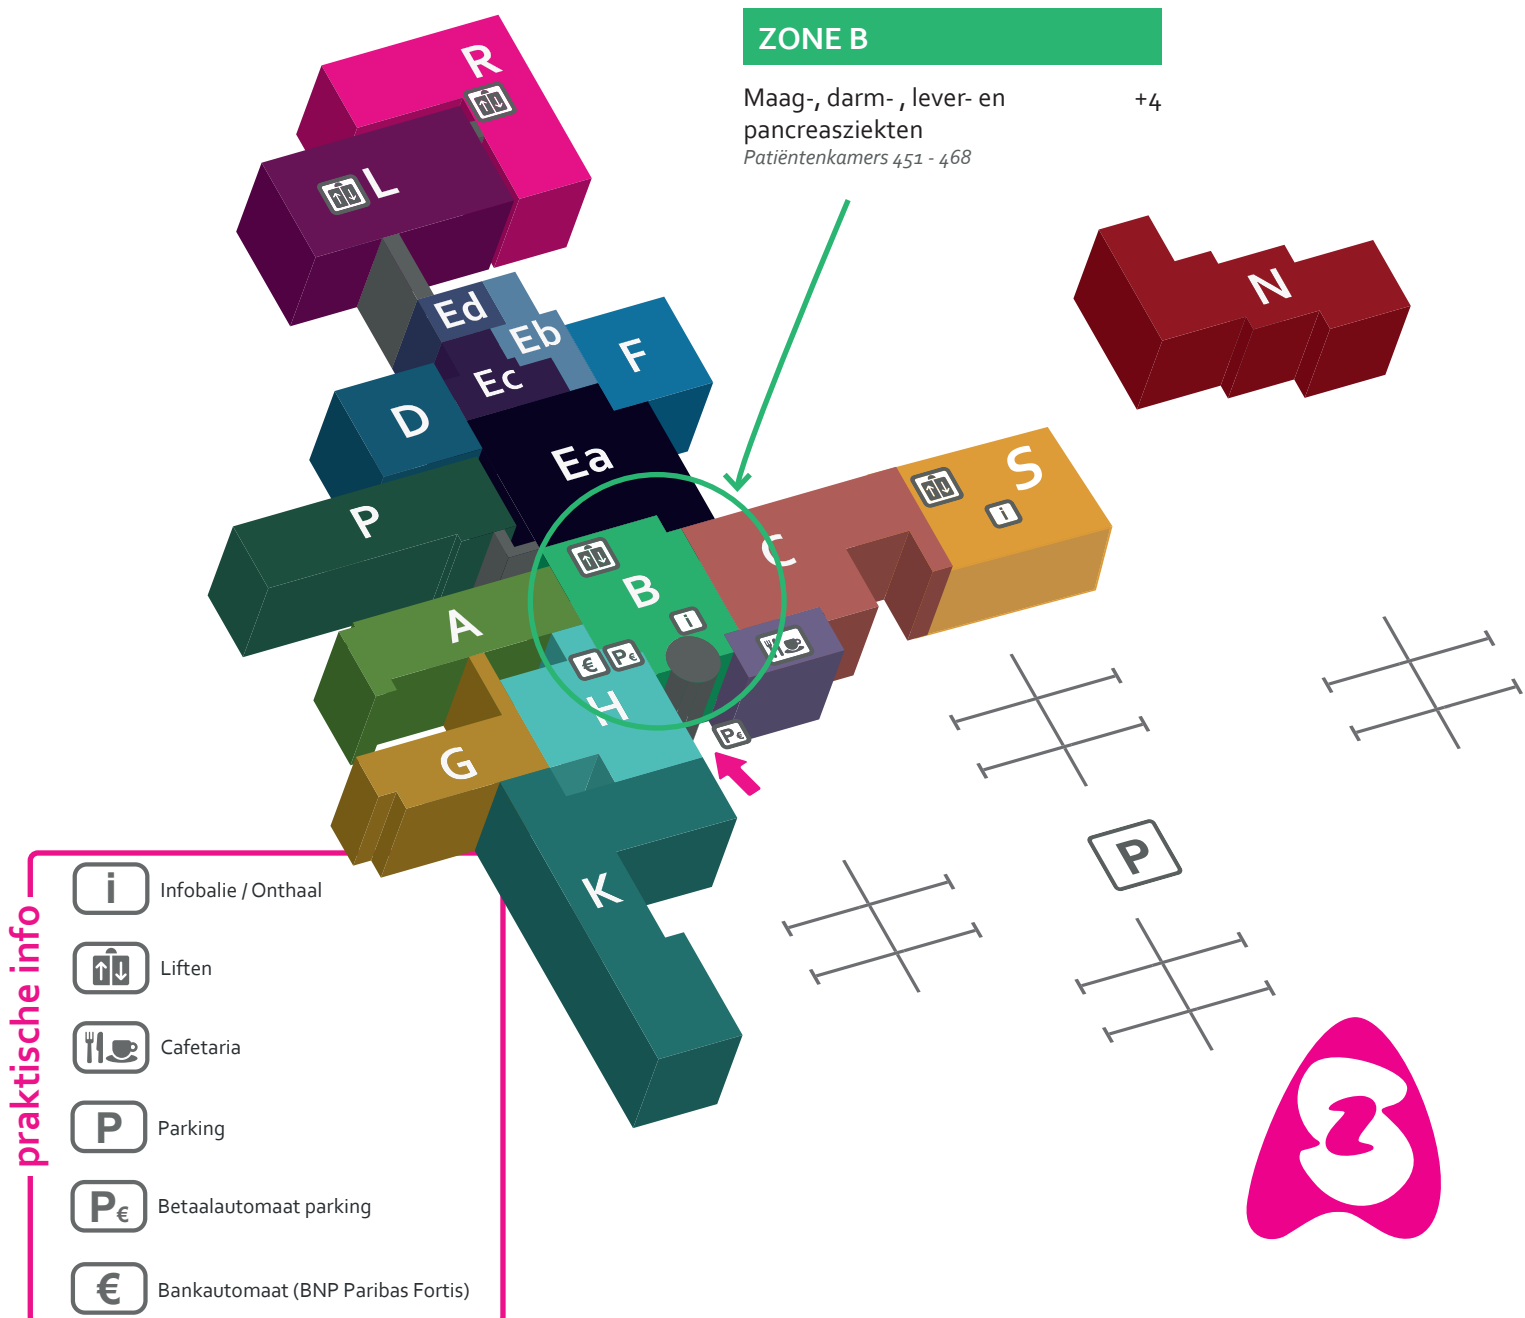 ZONE B
Maag-, darm- , lever- en +4
pancreasziekten
Patiëntenkamers 451 - 468
R
L
N
Ed
Eb
F
Ec
D
Ea
S
i
P
C
B
A
i
€ P€
H
P€
G
P
K
praktische info
i Infobalie / Onthaal
Liften
Cafetaria
P Parking
P€ Betaalautomaat parking
€ Bankautomaat (BNP Paribas Fortis)